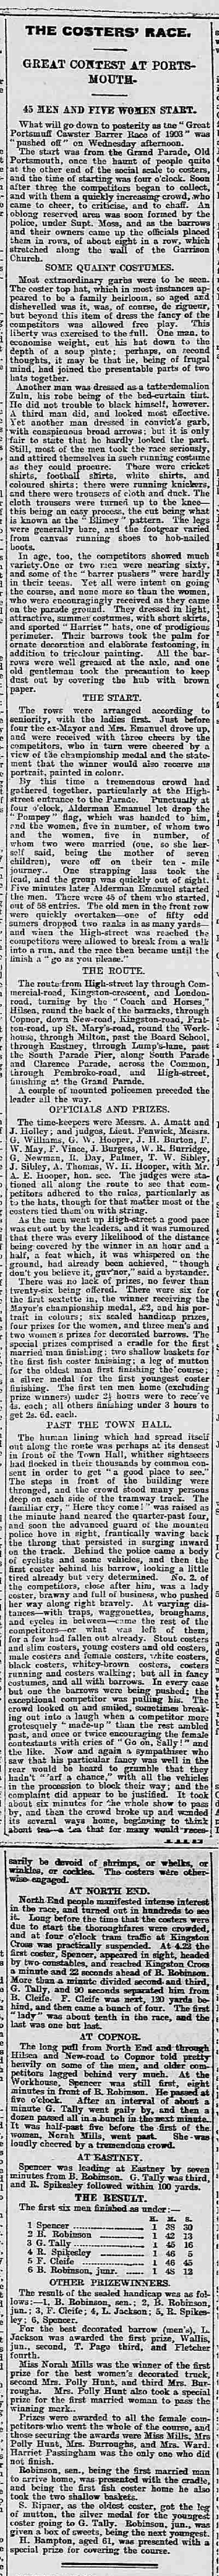 THE COSTERS' RACE.
GREAT CONTEST AT PORTS-
MOUTH.
45 MEN AND FIVE WOMEN START.
What will go down to posterity as the "Great
Portsmuff Cawster Barrer Race of 1903" was
"pushed off" on Wednesday afternoon.
The start was from the Grand Parade, Old
Portsmouth, once the haunt of people quite
at the other end of the social scale to costers,
and the time of starting was four o'clock. Soon
after three the competitors began to collect,
and with them a quickly increasing crowd, who
came to cheer, to criticise, and to chaff. An
oblong reserved area was soon formed by the
police, under Supt. Moss, and as the barrows
and their owners came up the officials placed
them in rows, of about eight in a row, which
stretched along the wall of the Garrison
Church.
SOME QUAINT COSTUMES.
Most extraordinary garbs were to be seen.
The coster top hat, which in most instances ap-
peared to be a family heirloom, so aged and
dishevelled was it, was, of course, de rigueur,
but beyond this item of dress the fancy of the
competitors was allowed free play. This
liberty was exercised to the full. One man, to
economise weight, cut his hat down to the
depth of a soup plate; perhaps, on record
thoughts, it may be that he, being of frugal
mind, had joined the presentable parts of two
hats together.
Another man was dressed as a tatterdemalion
Zulu, his robe being of the bed-curtain tint.
He did not trouble to black himself, however.
A third man did, and looked most effective.
Yet another man dressed in convict's garb,
with conspicuous broad arrows; but it is only
fair to state that he hardly looked the part.
Still, most of the men took the race seriously,
and attired themselves in such running costume
as they could procure. There were cricket
shirts, football shirts, white shirts, and
coloured shirts; there were running knickers,
and there were trousers of cloth and duck. The
cloth trousers were turned up to the knee—
this being an easy process, the cut being what
is known as the "Blimey" pattern. The legs
were generally bare, and the footgear varied
from canvas running shoes to hob-nailed
boots.
In age, too, the competitors showed much
variety. One or two men were nearing sixty,
and some of the "barrer pushers" were hardly
in their teens. Yet all were intent on going
the course, and none more so than the women,
who were encouragingly received as they came
on the parade ground. They dressed in light,
attractive, summer costumes, with short skirts,
and sported "Harriet" hats, one of prodigious
perimeter. Their barrows took the palm for
ornate decoration and elaborate festooning, in
addition to tricolour painting. All the bar-
rows were well greased at the axle, and one
old gentleman took the precaution to keep
dust out by covering the hub with brown
paper.
THE START.
The rows were arranged according to
seniority, with the ladies first. Just before
four the ex-Mayor and Mrs. Emanuel drove up,
and were received with three cheers by the
competitors, who in turn were cheered by a
view of the championship medal and the state-
ment that the winner would also receive his
portrait, painted in colour.
By this time a tremendous crowd had
gathered together, particularly at the High-
street entrance to the Parade. Punctually at
four o'clock, Alderman Emanuel let drop the
"Pompey" flag, which was handed to him,
and the women, five in number, of whom two
and the women, five in number, of
whom two were married (one, so she her-
self said, being the mother of seven
children), were off on their ten mile
journey. One strapping lass took the
lead, and the group was quickly out of sight.
Five minutes later Alderman Emanuel started
the men. There were 45 of them who started,
out of 58 entries. The old men in the front row
were quickly overtaken—one of fifty odd
sumers dropped two ranks in as many yards—
and when the High-street was reached the
competitors were allowed to break from a walk
into a run, and the race then became until the
finish a "go as you please."
THE ROUTE.
The route from High-street lay through Com-
mercial-road, Kingston-crescent, and London-
road, turning by the "Coach and Horses,"
Hilsea, round the back of the barracks, through
Copnor, down New-road, Kingston-road, Frat-
ton-road, up St. Mary's-road, round the Work-
house, through Milton, past the Board School,
through Eastney, through Lump's-lane, past
the South Parade Pier, along South Parade
and Clarence Parade, across the Common,
through Pembroke-road, and High-street,
finishing at the Grand Parade.
A couple of mounted policemen preceded the
leader all the way.
OFFICIALS AND PRIZES.
The time-keepers were Messrs. A. Amatt and
J. Holley; and judges, Lieut. Fenwick, Messrs.
G. Williams, G. W. Hooper, J. H. Burton, F.
W. May, F. Vince, J. Burgess, W. R. Burridge,
G. Newman, H. Day, Palmer, T. W. Sibley,
J. Sibley, A. Thomas, W. H. Hooper, with Mr.
A. E. Hooper, hon. sec. The judges were sta-
tioned all along the route to see that com-
petitors adhered to the rules, particularly as
to the hats, though for that matter most of the
costers tied them on with string.
As the men went up High-street a good pace
was cut out by the leaders, and it was rumoured
that there was every likelihood of the distance
being covered by the winner in an hour and a
half, a feat which, it was whispered on the
ground, had already been achieved, "though
don't you believe it, guv'nor," said a bystander.
There was no lack of prizes, no fewer than
twenty-six being offered. There were six for
the first sextette in, the winner receiving the
Mayor's championship medal, £2, and his por-
trait in colours; six sealed handicap prizes,
four prizes for the women, and three men's and
two women's prizes for decorated barrows. The
special prizes comprised a cradle for the first
married man finishing; two shallow baskets for
the first fish coster finishing; a leg of mutton
for the oldest man first finishing the course;
a silver medal for the first youngest coster
finishing. The first ten men home (excluding
prize winners) under 2½ hours were to receive
4s. each; all others finishing under 3 hours to
get 2s. 6d. each.
PAST THE TOWN HALL.
The human lining which had spread itself
out along the route was perhaps at its densest
in front of the Town Hall, whither sightseers
had flocked in their thousands by common con-
sent in order to get "a good place to see."
The steps in front of the building were
thronged, and the crowd stood many persons
deep on each side of the tramway track. The
familiar cry, "Here they come!" was raised as
the minute hand neared the quarter-past four,
and soon the advanced guard of the mounted
police hove in sight, frantically waving back
the throng that persisted in surging inward
on the track. Behind the police came a body
of cyclists and some vehicles, and then the
first coster behind his barrow, looking a little
tired already but very determined. No. 2 of
the competitors, close after him, was a lady
coster, brawny and full of business, who pushed
her way along right bravely. At varying dis-
tances—with traps, waggonettes, broughams,
and cycles in between—came the rest of the
competitors—or what was left of them,
for a few had fallen out already. Stout costers
and slim costers, young costers and old costers,
male costers and female costers, white costers,
black costers, whitey-brown costers, costers
running and costers walking; but all in fancy
costumes, and all with barrows. In every case
but one the barrows were being pushed; the
exceptional competitor was pulling his. The
crowd looked on and smiled, sometimes break-
ing out into a laugh when a competitor more
grotesquely "made-up" than the rest ambled
past, and once or twice encouraging the female
contestants with cries of "Go on, Sally!" and
the like. Now and again a sympathiser who
saw that his particular fancy was well in the
rear would be heard to grumble that they
hadn't "arf a chance," with all the vehicles
in the procession to block their way; and the
complaint did appear to be justified. It took
about six minutes for the whole show to pass
by, and than the crowd broke up and wended
its several ways home, beginning to think
about tea—a tea that for many would neces-
sarily be devoid of shrimps, or whelks, or
winkles, or cockles. The costers were other-
wise engaged.
AT NORTH END.
North End people manifested intense interest
in the race, and turned out in hundreds to see
it. Long before the time that the costers were
due to start the thoroughfares were crowded,
and at four o'clock tram traffic at Kingston
Cross was practically suspended. At 4.22 the
first coster, Spencer, appeared in sight, headed
by two constables, and reached Kingston Cross
a minute and 22 seconds ahead of B. Robinson.
More than a minute divided second and third,
G. Tally, and 90 seconds separated him from
R. Cleife. F. Cleife was next, 120 yards be-
hind, and then came a bunch of four. The first
"lady" was about tenth in the race, and the
last was one but last.
AT COPNOR.
The long pull from North End and through
Hilsea and New-road to Copnor told pretty
heavily on some of the men, and older com-
petitors lagged behind very much. At the
Workhouse, Spencer was still first, eight
minutes in front of B. Robinson. He passed at
five o'clock. After an interval of about a
minute G. Tally went gaily by, and then a
dozen passed all in a bunch in the next minute.
It was half-past five before the first of the
women, Norah Mills, went past. She was
loudly cheered by a tremendous crowd.
AT EASTNEY.
Spencer was leading at Eastney by seven
minutes from B. Robinson. G. Tally was third,
and R. Spikesley followed within 100 yards.
THE RESULT.
The first six men finished as under:—
H. M. S.
1 Spencer 1 38 30
2 B. Robinson 1 42 13
3 G. Tally 1 45 16
4 R. Spikesley 1 46 5
5 F. Cleife 1 46 45
6 B. Robinson, junr. 1 48 12
OTHER PRIZEWINNERS.
The result of the sealed handicap was as fol-
lows:—1, B. Robinson, sen.; 2, B. Robinson,
jun.; 3, F. Cleife; 4, L. Jackson; 5, R. Spikes-
ley; 6, Spencer.
For the best decorated barrow (men's), L.
Jackson was awarded the first prize, Wallis,
jun., second, T. Page third, and Fletcher
fourth.
Miss Norah Mills was the winner of the first
prize for the best women's decorated truck,
second Mrs. Polly Hunt, and third Mrs. Bur-
roughs. Mrs. Polly Hunt also took a special
prize for the first married woman to pass the
winning mark.
Prizes were awarded to all the female com-
petitors who went the whole of the course, and
those securing the awards were Miss Mills, Mrs.
Polly Hunt, Mrs. Burroughs, and Mrs. Ward.
Harriet Passingham was the only one who did
not finish.
Robinson, sen., being the first married man
to arrive home, was presented with the cradle,
and being the first fish coster home he also
took the two shallow baskets.
S. Ripner, as the oldest coster, got the leg
of mutton, the silver medal for the youngest
coster going to G. Tally. Robinson, jun., was
given a box of sweets, being the next youngest.
H. Bampton, aged 61, was presented with a
special prize for covering the course.